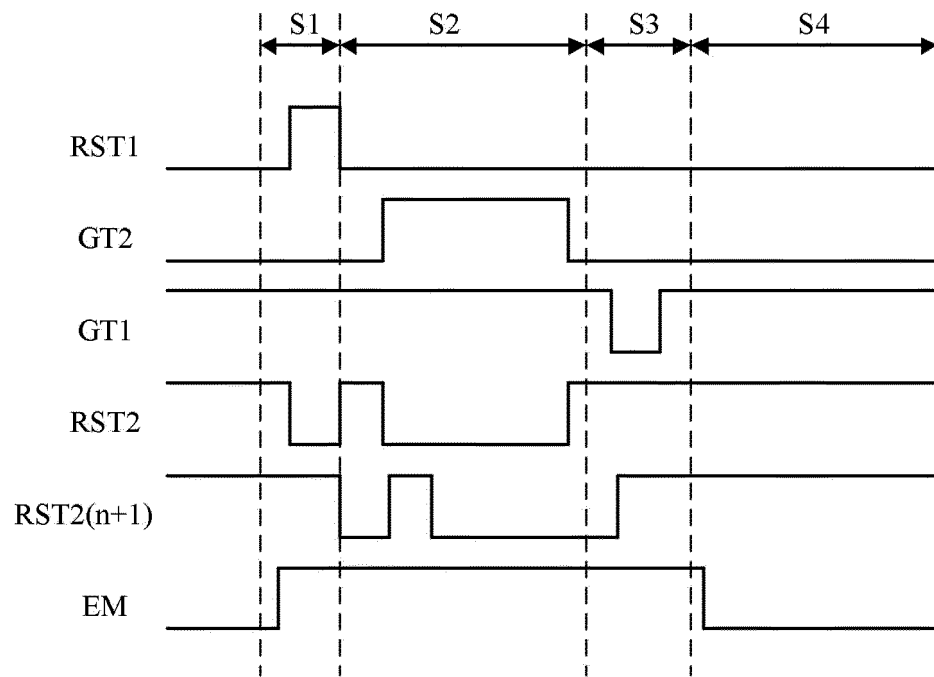 S1 S2 S3 S4
RST1
GT2
GT1
RST2
RST2(n+1)
EM